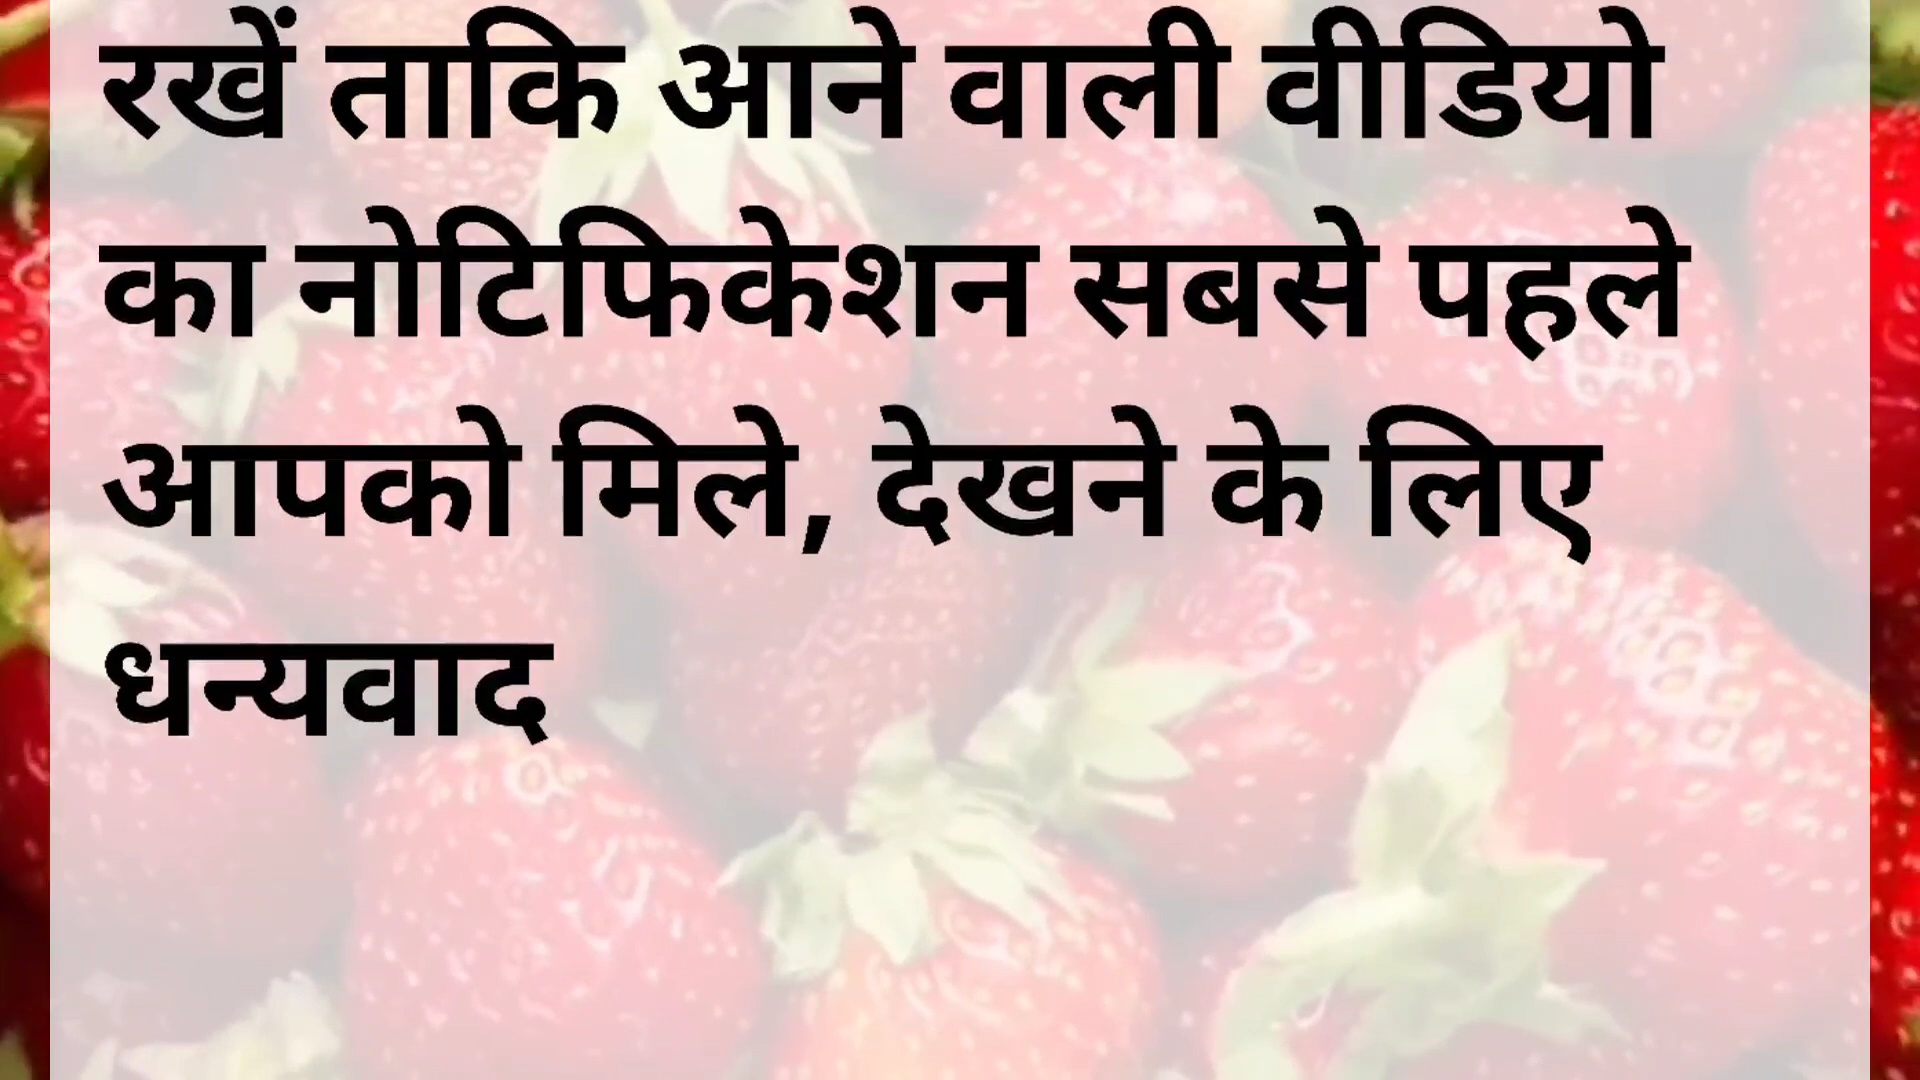 रखें ताकि आने वाली वीडियो
का नोटिफिकेशन सबसे पहले
आपको मिले, देखने के लिए
धन्यवाद